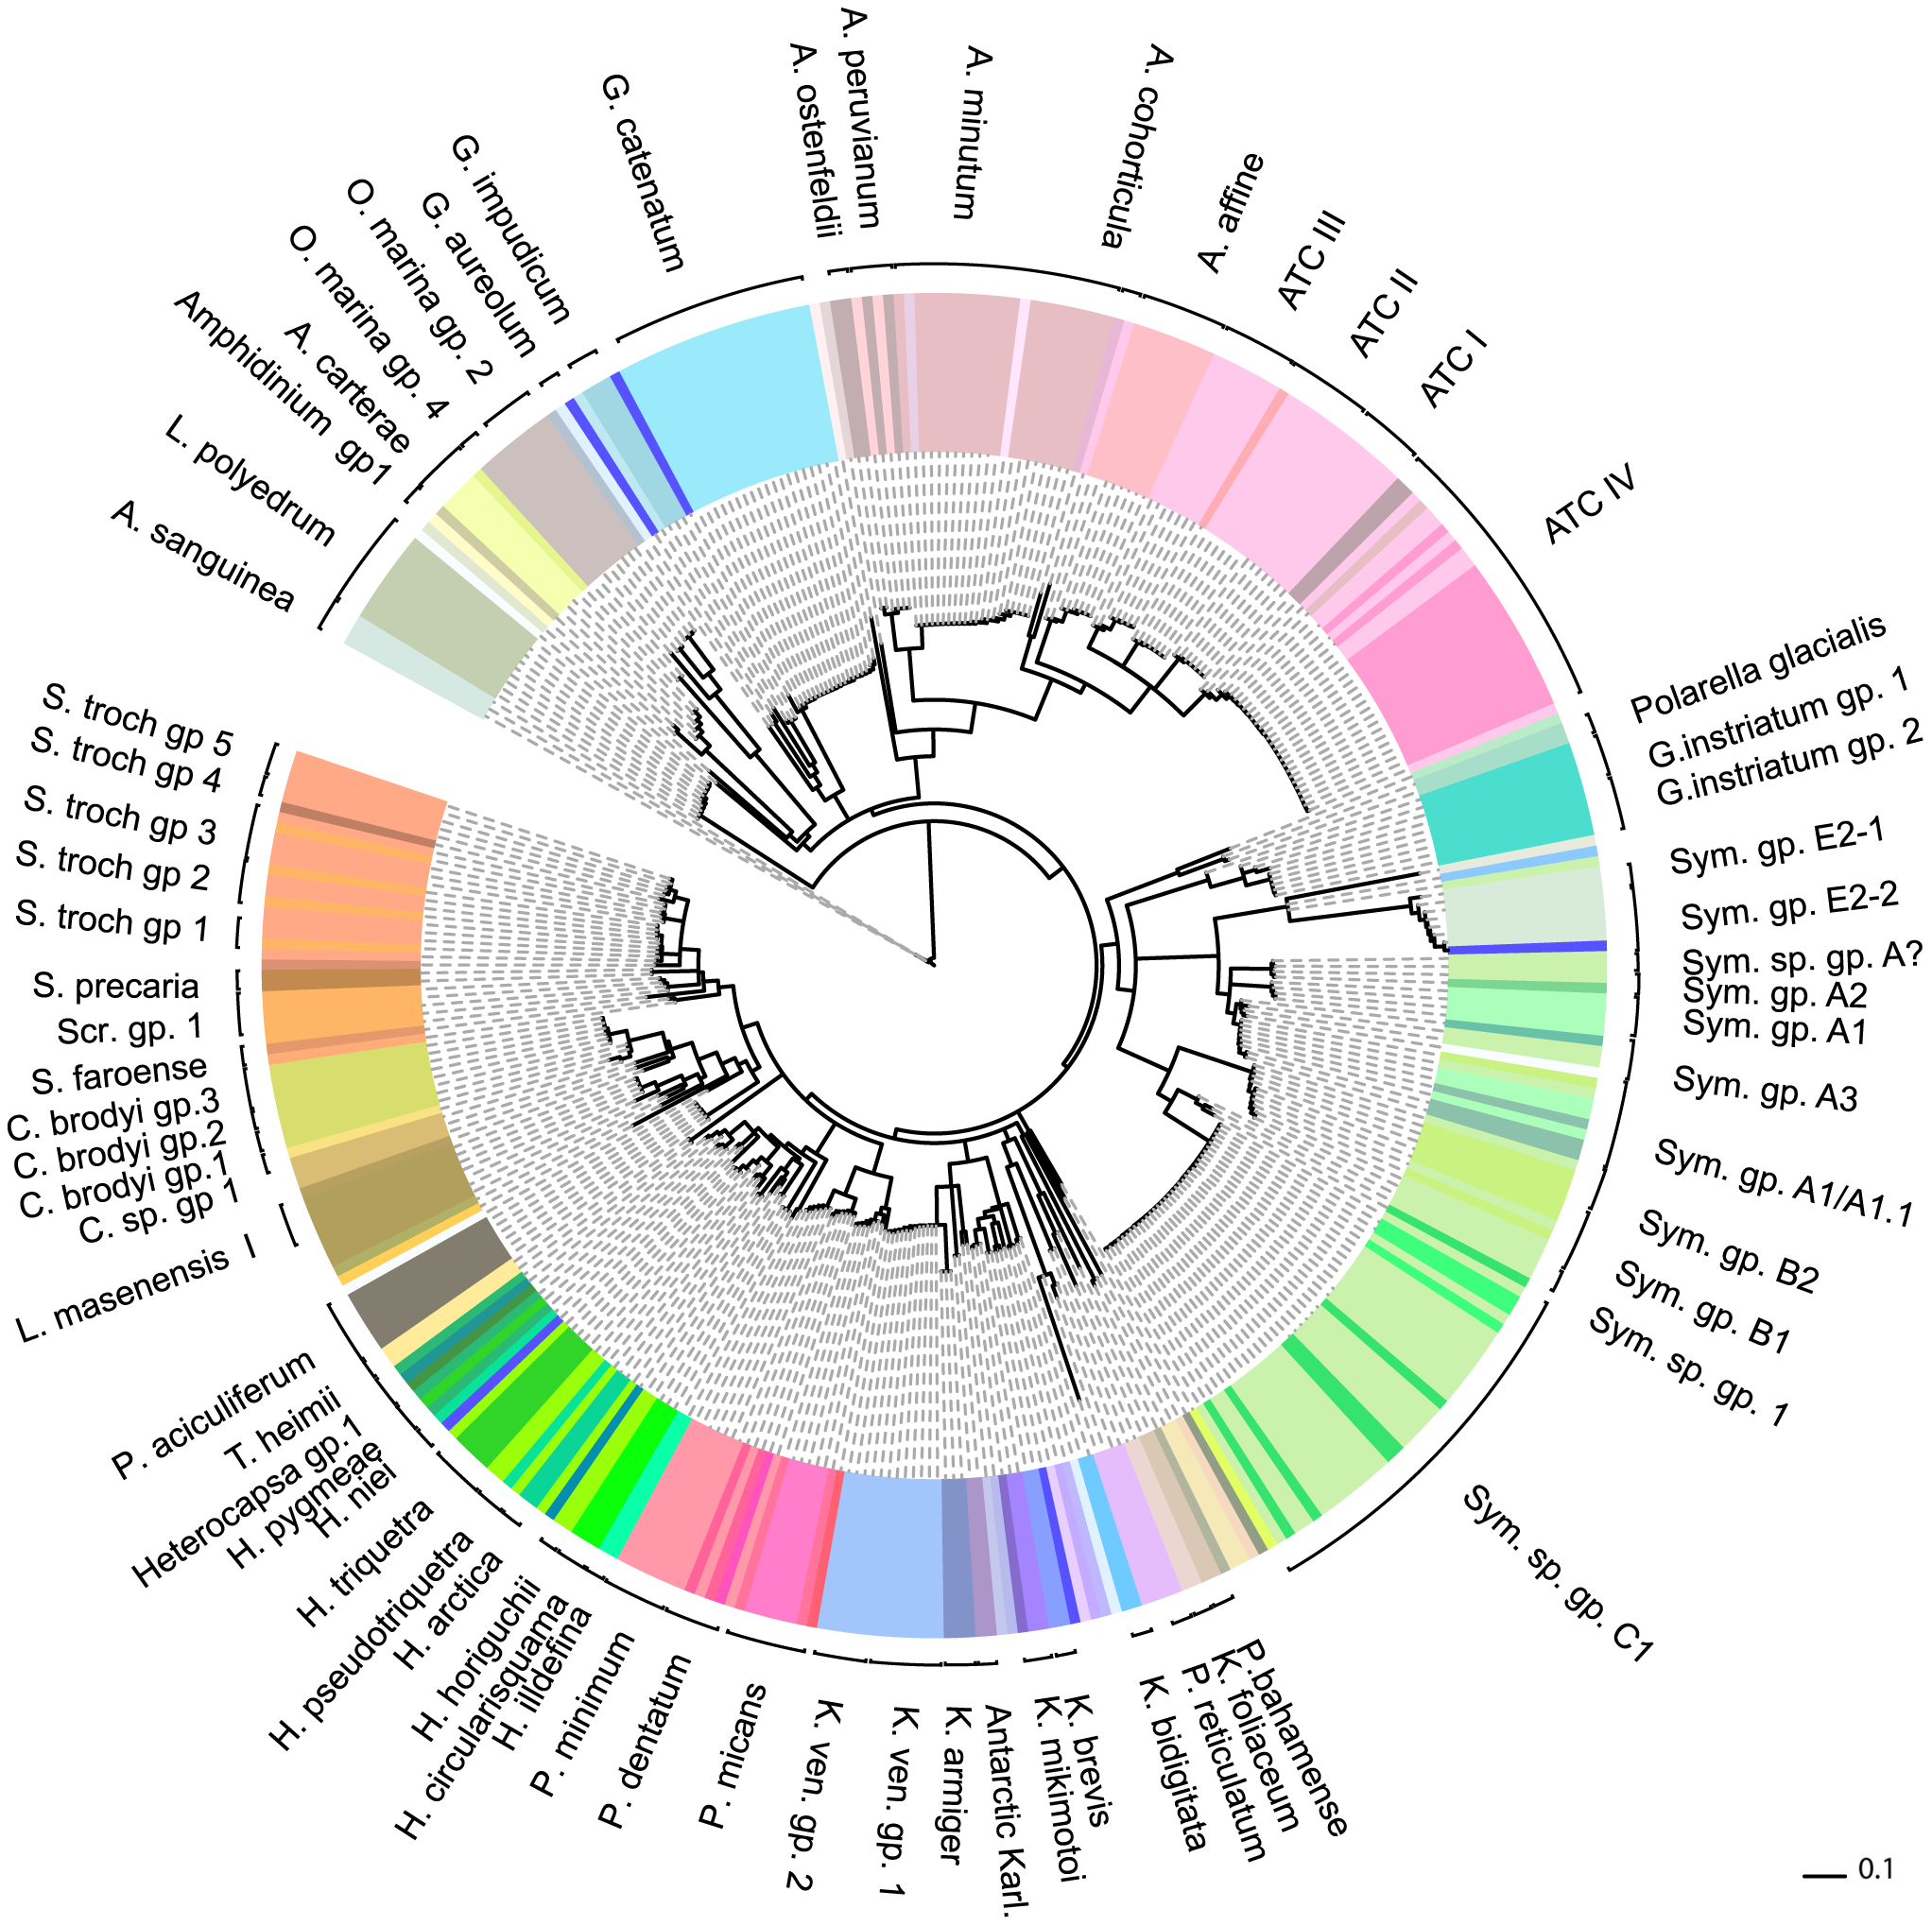 A. ostenfeldii
A. peruvianum
A. minutum
A. cohorticula
A. affine
ATC III
ATC II
ATC I
ATC IV
Polarella glacialis
G.instriatum gp. 1
G.instriatum gp. 2
Sym. gp. E2-1
Sym. gp. E2-2
Sym. sp. gp. A?
Sym. gp. A2
Sym. gp. A1
Sym. gp. A3
Sym. gp. A1/A1.1
Sym. gp. B2
Sym. gp. B1
Sym. sp. gp. 1
Sym. sp. gp. C1
P.bahamense
K. foliaceum
P. reticulatum
K. bidigitata
K. brevis
K. mikimotoi
Antarctic Karl.
K. armiger
K. ven. gp. 1
K. ven. gp. 2
P. micans
P. dentatum
P. minimum
H. illdefina
H. circularisquama
H. horiguchii
H. arctica
H. pseudotriquetra
H. triquetra
H. niei
H. pygmeae
Heterocapsa gp.1
T. heimii
P. aciculiferum
L. masenensis I
C. sp. gp 1
C. brodyi gp.1
C. brodyi gp.2
C. brodyi gp.3
S. faroense
Scr. gp. 1
S. precaria
S. troch gp 1
S. troch gp 2
S. troch gp 3
S. troch gp 4
S. troch gp 5
A. sanguinea
L. polyedrum
Amphidinium gp1
A. carterae
O. marina gp. 4
O. marina gp. 2
G. aureolum
G. impudicum
G. catenatum
0.1